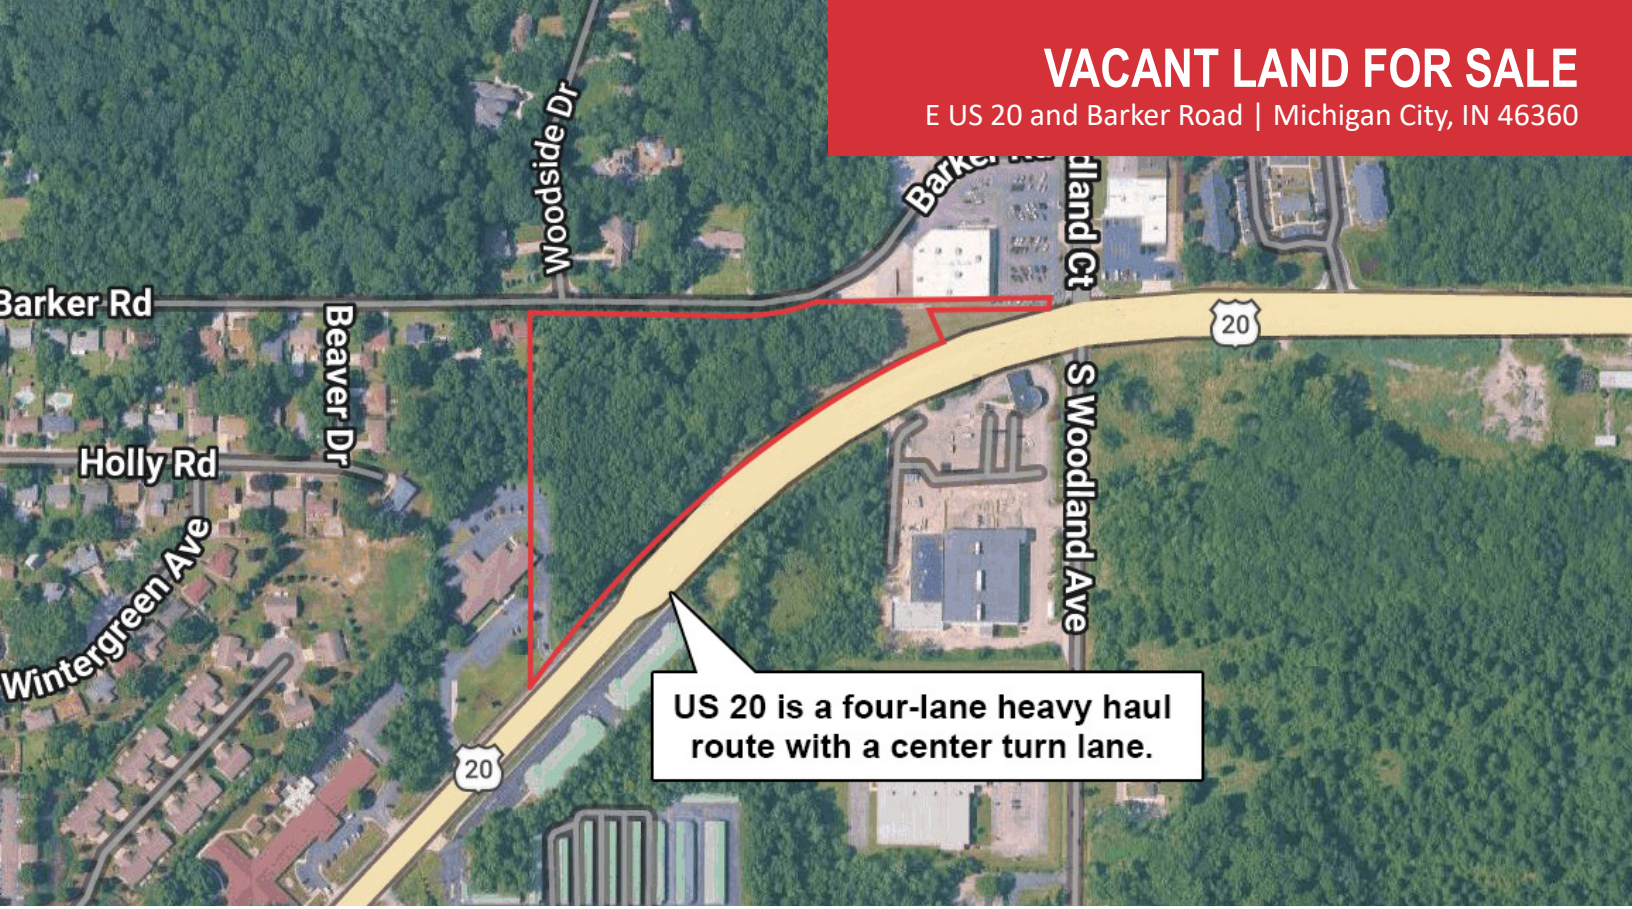 VACANT LAND FOR SALE
E US 20 and Barker Road | Michigan City, IN 46360
Woodside Dr
Barker Rd
dland Ct
Barker Rd
20
Beaver Dr
S Woodland Ave
Holly Rd
Wintergreen Ave
US 20 is a four-lane heavy haul
route with a center turn lane.
20